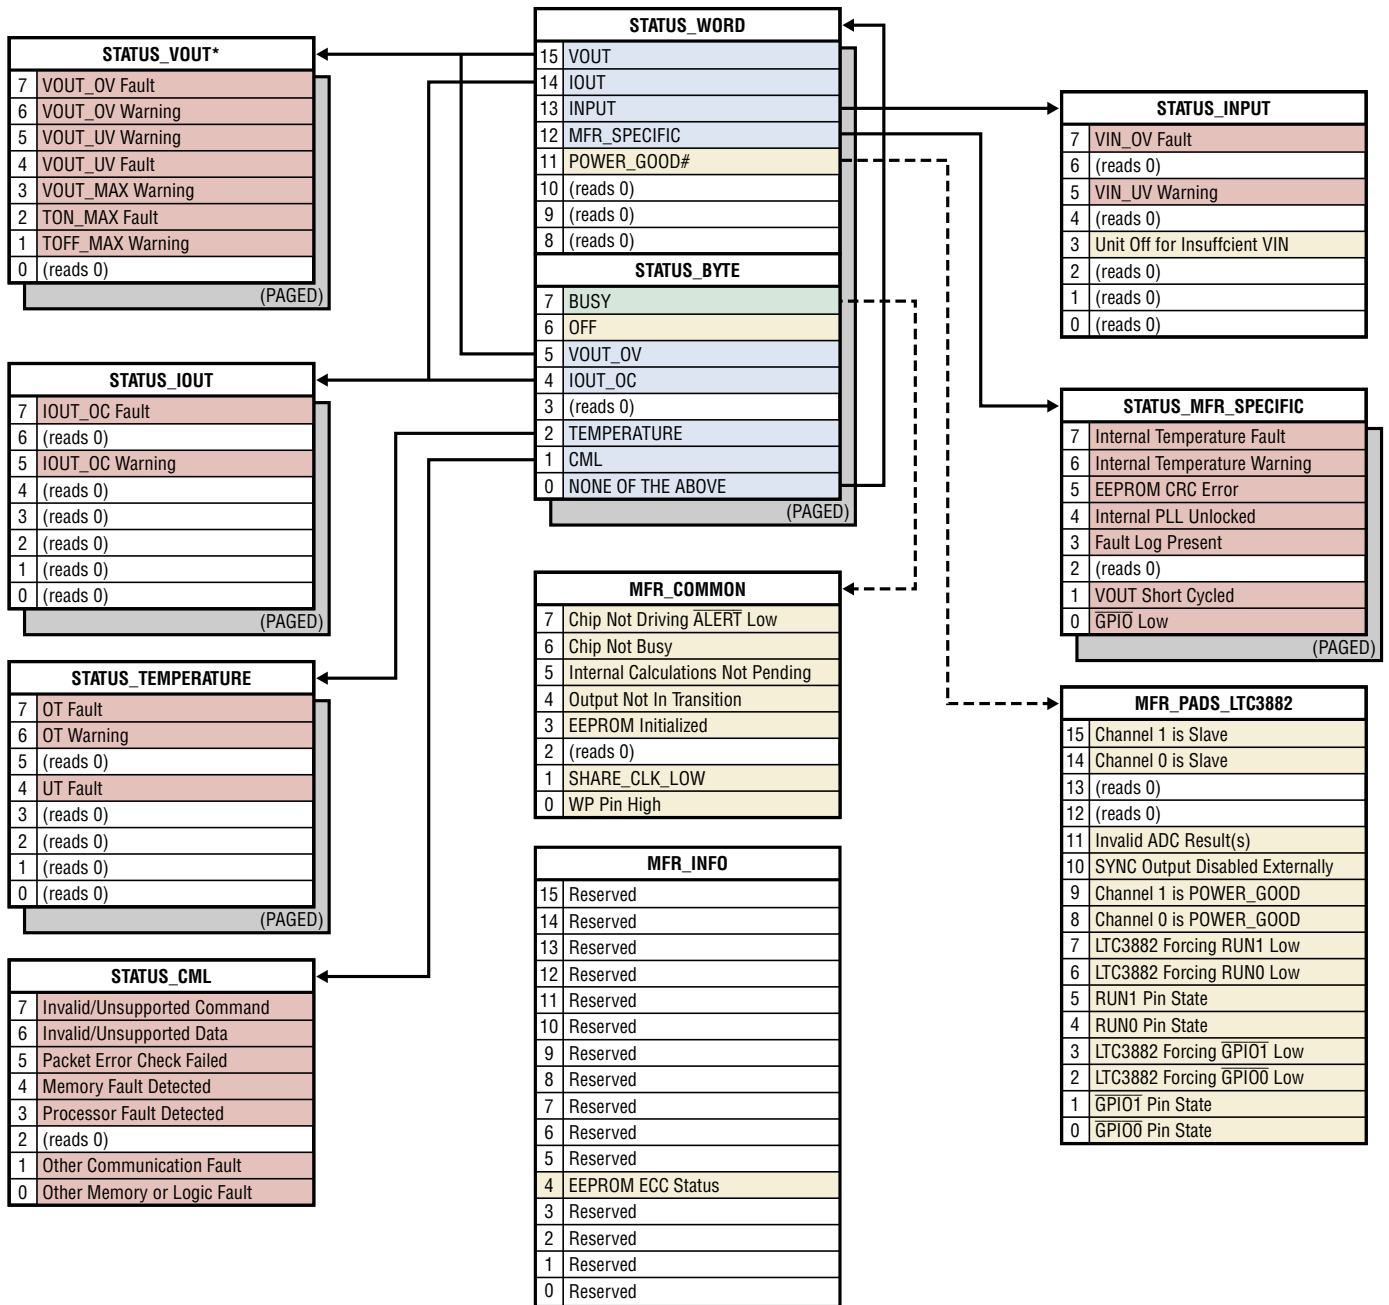 STATUS_WORD
15 VOUT
14 IOUT
13 INPUT
12 MFR_SPECIFIC
11 POWER_GOOD#
10 (reads 0)
9 (reads 0)
8 (reads 0)
STATUS_BYTE
7 BUSY
6 OFF
5 VOUT_OV
4 IOUT_OC
3 (reads 0)
2 TEMPERATURE
1 CML
0 NONE OF THE ABOVE
(PAGED)
STATUS_VOUT*
7 VOUT_OV Fault
6 VOUT_OV Warning
5 VOUT_UV Warning
4 VOUT_UV Fault
3 VOUT_MAX Warning
2 TON_MAX Fault
1 TOFF_MAX Warning
0 (reads 0)
(PAGED)
STATUS_IOUT
7 IOUT_OC Fault
6 (reads 0)
5 IOUT_OC Warning
4 (reads 0)
3 (reads 0)
2 (reads 0)
1 (reads 0)
0 (reads 0)
(PAGED)
STATUS_TEMPERATURE
7 OT Fault
6 OT Warning
5 (reads 0)
4 UT Fault
3 (reads 0)
2 (reads 0)
1 (reads 0)
0 (reads 0)
(PAGED)
STATUS_CML
7 Invalid/Unsupported Command
6 Invalid/Unsupported Data
5 Packet Error Check Failed
4 Memory Fault Detected
3 Processor Fault Detected
2 (reads 0)
1 Other Communication Fault
0 Other Memory or Logic Fault
MFR_COMMON
7 Chip Not Driving ALERT Low
6 Chip Not Busy
5 Internal Calculations Not Pending
4 Output Not In Transition
3 EEPROM Initialized
2 (reads 0)
1 SHARE_CLK_LOW
0 WP Pin High
MFR_INFO
15 Reserved
14 Reserved
13 Reserved
12 Reserved
11 Reserved
10 Reserved
9 Reserved
8 Reserved
7 Reserved
6 Reserved
5 Reserved
4 EEPROM ECC Status
3 Reserved
2 Reserved
1 Reserved
0 Reserved
STATUS_INPUT
7 VIN_OV Fault
6 (reads 0)
5 VIN_UV Warning
4 (reads 0)
3 Unit Off for Insuffcient VIN
2 (reads 0)
1 (reads 0)
0 (reads 0)
STATUS_MFR_SPECIFIC
7 Internal Temperature Fault
6 Internal Temperature Warning
5 EEPROM CRC Error
4 Internal PLL Unlocked
3 Fault Log Present
2 (reads 0)
1 VOUT Short Cycled
0 GPIO Low
(PAGED)
MFR_PADS_LTC3882
15 Channel 1 is Slave
14 Channel 0 is Slave
13 (reads 0)
12 (reads 0)
11 Invalid ADC Result(s)
10 SYNC Output Disabled Externally
9 Channel 1 is POWER_GOOD
8 Channel 0 is POWER_GOOD
7 LTC3882 Forcing RUN1 Low
6 LTC3882 Forcing RUN0 Low
5 RUN1 Pin State
4 RUN0 Pin State
3 LTC3882 Forcing GPIO1 Low
2 LTC3882 Forcing GPIO0 Low
1 GPIO1 Pin State
0 GPIO0 Pin State